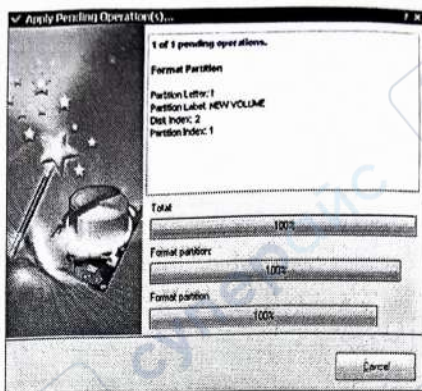 Apply Pending Operation(s)...
1 of 1 pending operations.
Format Partition
Partition Letter: I
Partition Label: NEW VOLUME
Disk Index: 2
Partition Index: 1
Total:
100%
Format partition:
100%
Format partition
100%
Cancel
суперайс